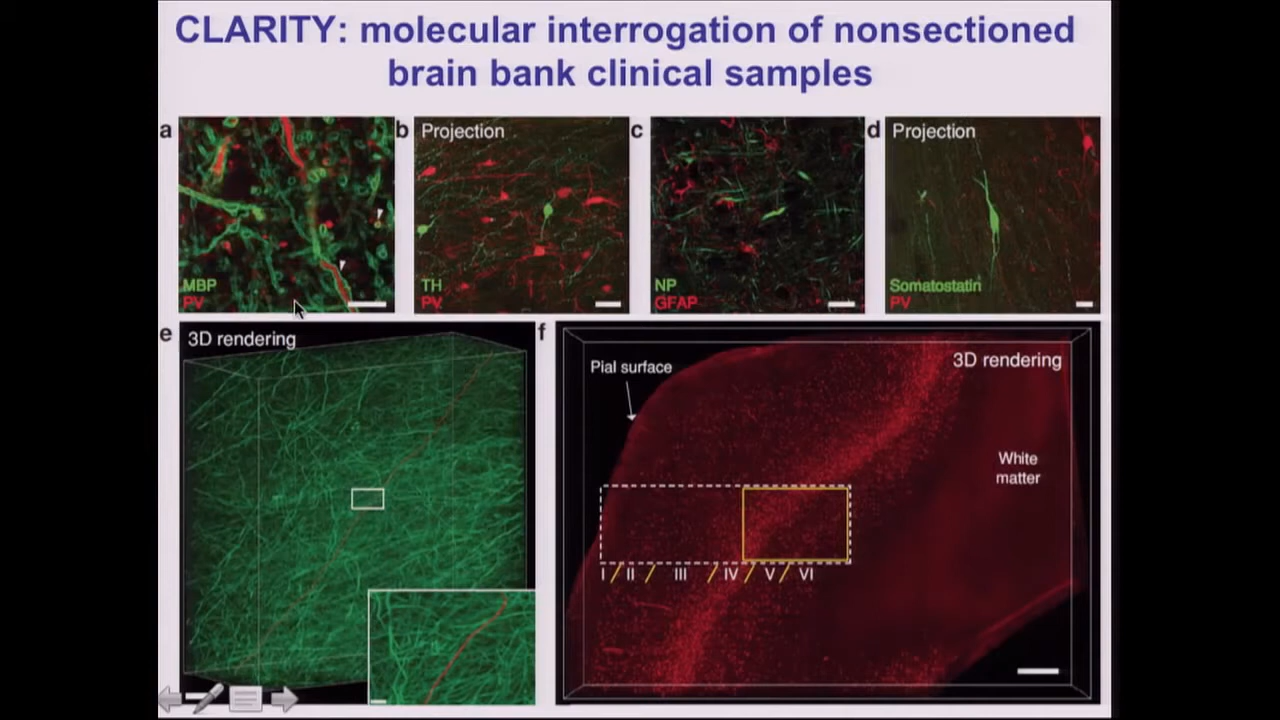 CLARITY: molecular interrogation of nonsectioned
brain bank clinical samples
a
MBP
PV
b
Projection
TH
PV
c
NP
GFAP
d
Projection
Somatostatin
PV
e
3D rendering
f
3D rendering
Pial surface
White
matter
I / II / III / IV / V / VI